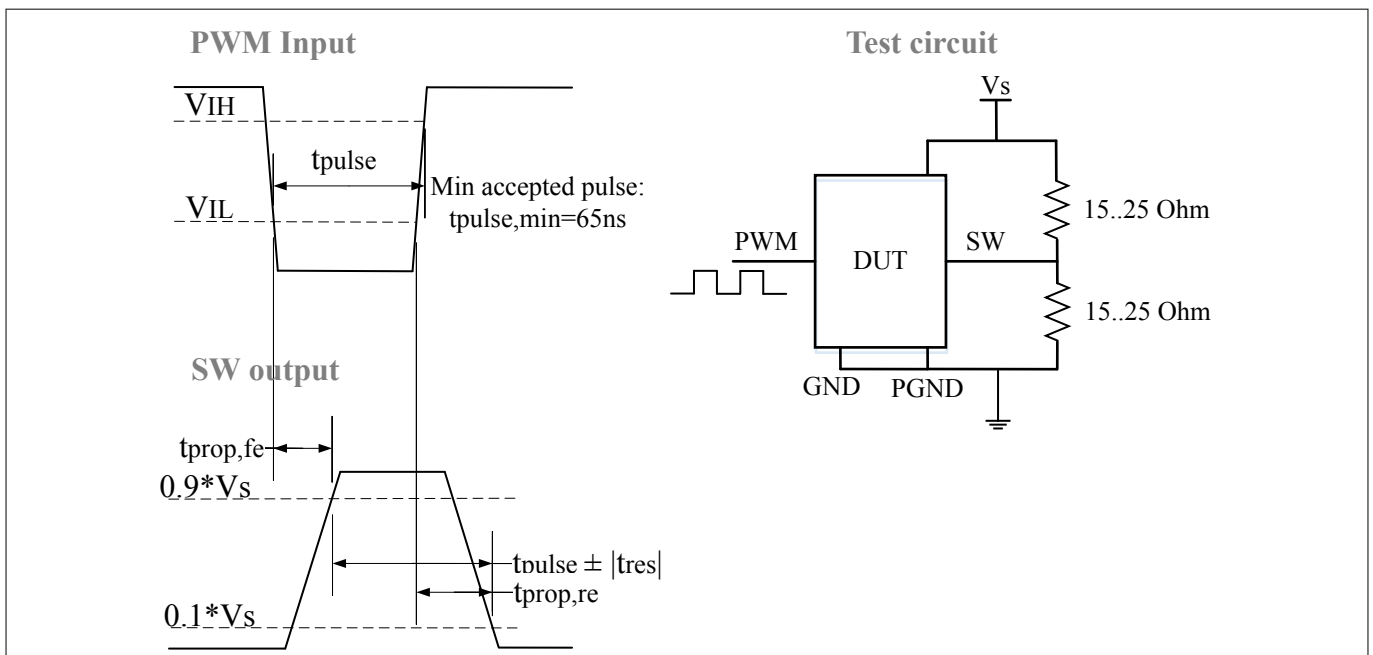 PWM Input
VIH
tpulse
VIL
Min accepted pulse:
tpulse,min=65ns
SW output
tprop,fe
0.9*Vs
tpulse ± |tres|
tprop,re
0.1*Vs
Test circuit
Vs
15..25 Ohm
PWM
DUT
SW
15..25 Ohm
GND
PGND